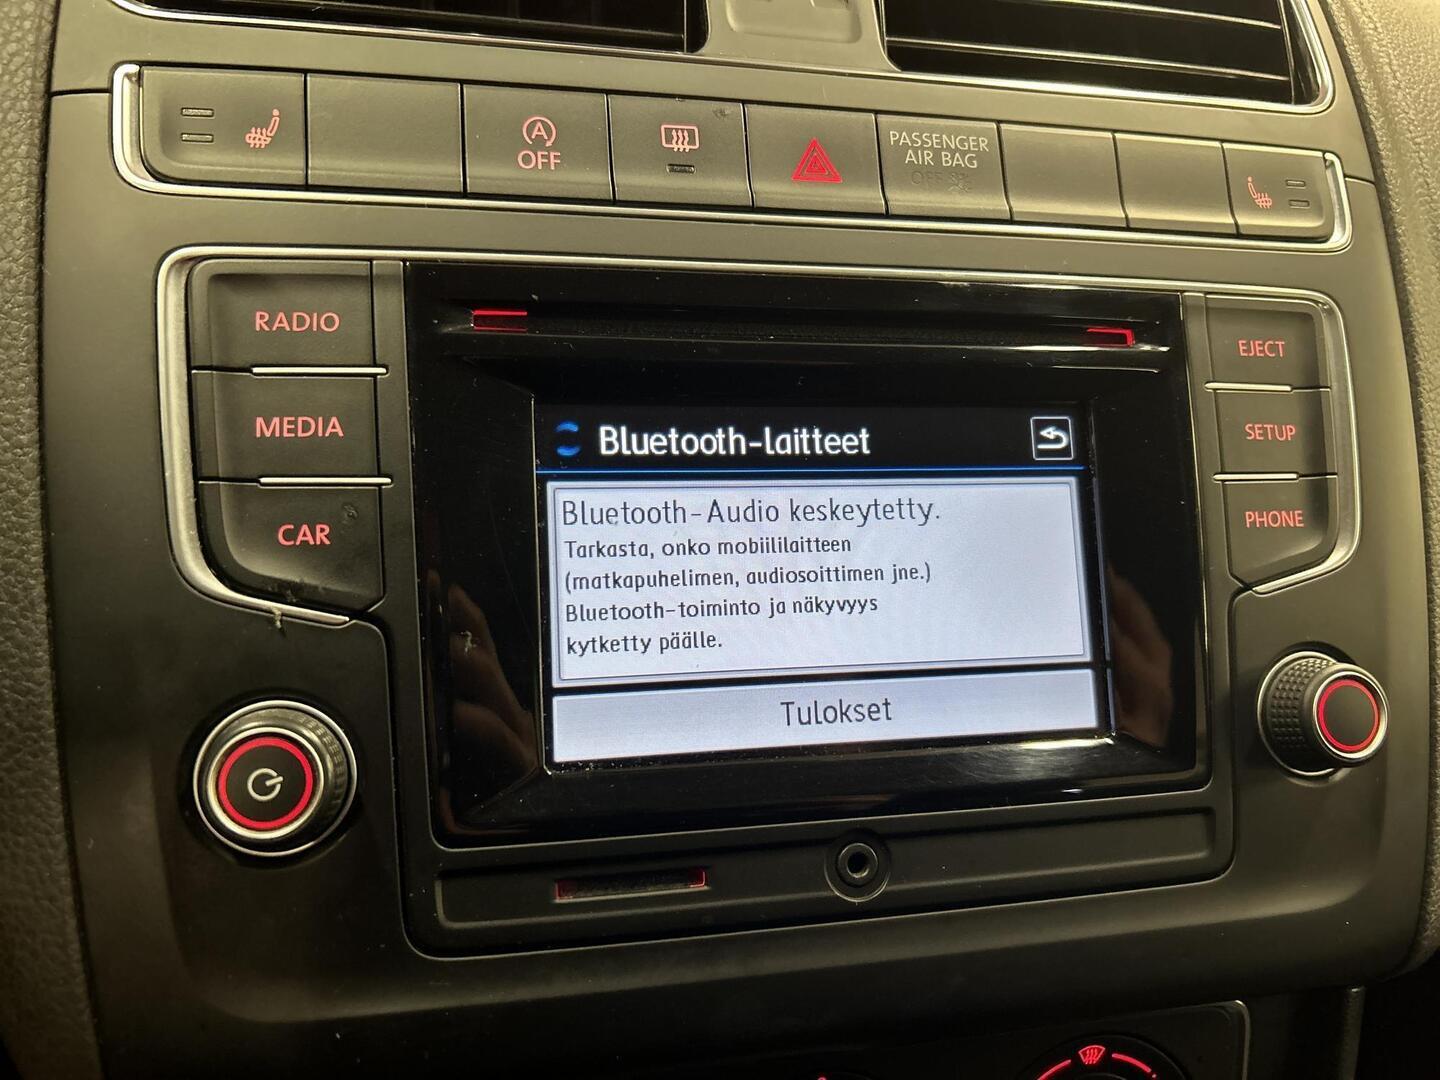 OFF
PASSENGER
AIR BAG
OFF
RADIO
MEDIA
CAR
EJECT
SETUP
PHONE
Bluetooth-laitteet
Bluetooth-Audio keskeytetty.
Tarkasta, onko mobiililaitteen
(matkapuhelimen, audiosoittimen jne.)
Bluetooth-toiminto ja näkyvyys
kytketty päälle.
Tulokset